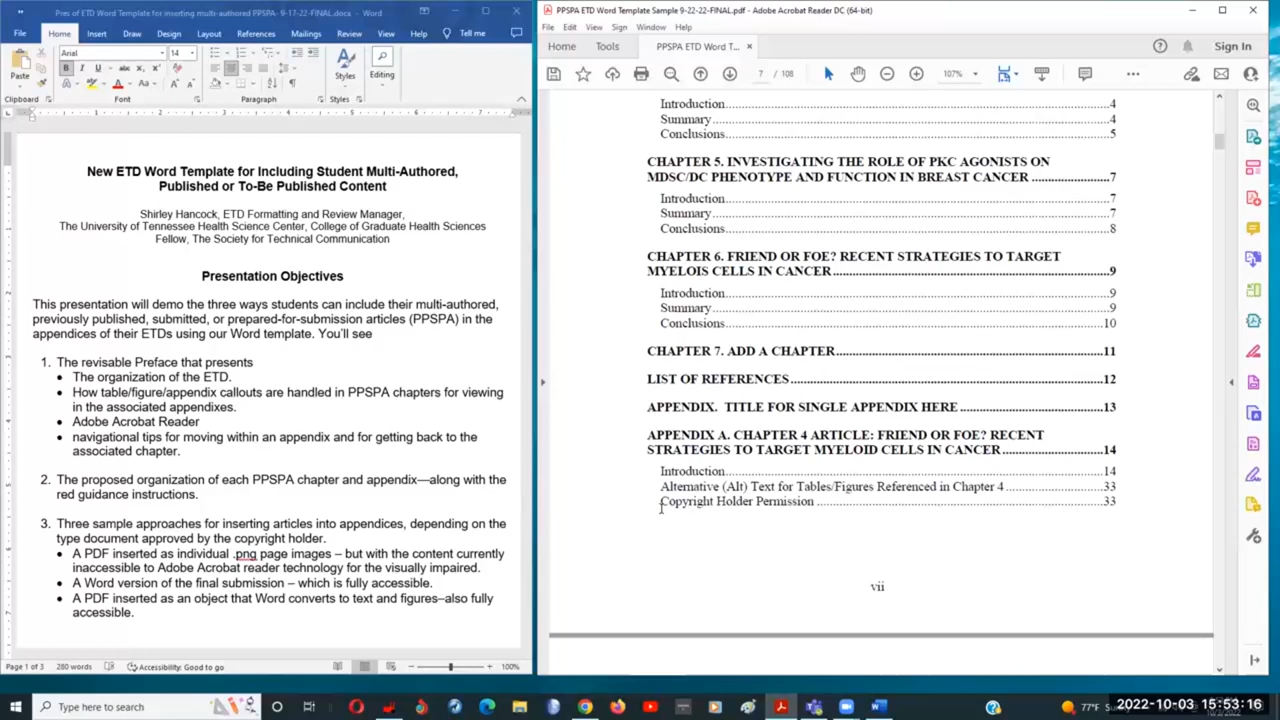 Pres of ETD Word Template for inserting multi-authored PPSPA- 9-17-22-FINAL.docx - Word
File Home Insert Draw Design Layout References Mailings Review View Help Tell me
Arial 14
Paste
Styles
Editing
Clipboard Font Paragraph Styles
New ETD Word Template for Including Student Multi-Authored,
Published or To-Be Published Content
Shirley Hancock, ETD Formatting and Review Manager,
The University of Tennessee Health Science Center, College of Graduate Health Sciences
Fellow, The Society for Technical Communication
Presentation Objectives
This presentation will demo the three ways students can include their multi-authored,
previously published, submitted, or prepared-for-submission articles (PPSPA) in the
appendices of their ETDs using our Word template. You'll see
1. The revisable Preface that presents
• The organization of the ETD.
• How table/figure/appendix callouts are handled in PPSPA chapters for viewing
in the associated appendixes.
• Adobe Acrobat Reader
• navigational tips for moving within an appendix and for getting back to the
associated chapter.
2. The proposed organization of each PPSPA chapter and appendix—along with the
red guidance instructions.
3. Three sample approaches for inserting articles into appendices, depending on the
type document approved by the copyright holder.
• A PDF inserted as individual .png page images – but with the content currently
inaccessible to Adobe Acrobat reader technology for the visually impaired.
• A Word version of the final submission – which is fully accessible.
• A PDF inserted as an object that Word converts to text and figures–also fully
accessible.
Page 1 of 3 280 words Accessibility: Good to go 100%
PPSPA ETD Word Template Sample 9-22-22-FINAL.pdf - Adobe Acrobat Reader DC (64-bit)
File Edit View Sign Window Help
Home Tools PPSPA ETD Word T... Sign In
7 / 108 107%
Introduction....4
Summary....4
Conclusions....5
CHAPTER 5. INVESTIGATING THE ROLE OF PKC AGONISTS ON
MDSC/DC PHENOTYPE AND FUNCTION IN BREAST CANCER ....7
Introduction....7
Summary....7
Conclusions....8
CHAPTER 6. FRIEND OR FOE? RECENT STRATEGIES TO TARGET
MYELOIS CELLS IN CANCER....9
Introduction....9
Summary....9
Conclusions....10
CHAPTER 7. ADD A CHAPTER....11
LIST OF REFERENCES....12
APPENDIX. TITLE FOR SINGLE APPENDIX HERE ....13
APPENDIX A. CHAPTER 4 ARTICLE: FRIEND OR FOE? RECENT
STRATEGIES TO TARGET MYELOID CELLS IN CANCER....14
Introduction....14
Alternative (Alt) Text for Tables/Figures Referenced in Chapter 4 ....33
Copyright Holder Permission ....33
vii
Type here to search
77°F
2022-10-03 15:53:16